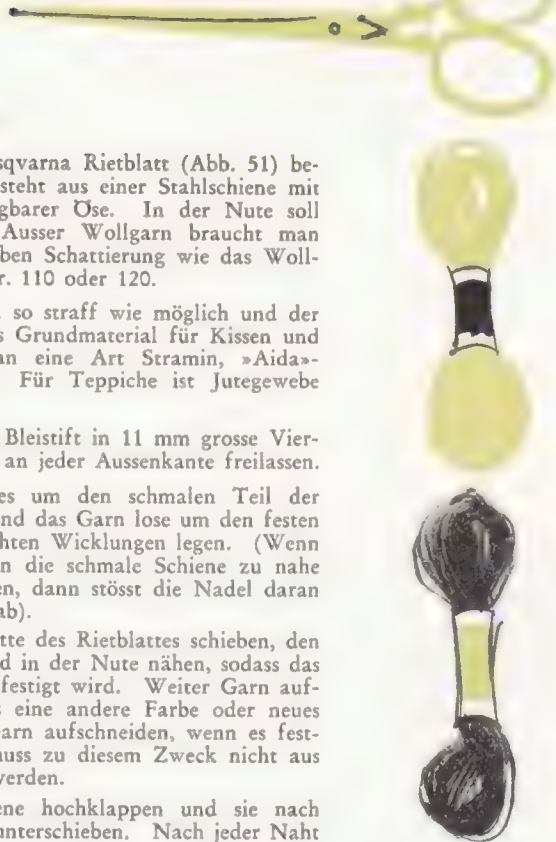 sqvarna Rietblatt (Abb. 51) be-
steht aus einer Stahlschiene mit
gbarer Öse. In der Nute soll
Ausser Wollgarn braucht man
ben Schattierung wie das Woll-
r. 110 oder 120.
so straff wie möglich und der
s Grundmaterial für Kissen und
an eine Art Stramin, »Aida»-
Für Teppiche ist Jutegewebe
Bleistift in 11 mm grosse Vier-
an jeder Aussenkante freilassen.
es um den schmalen Teil der
nd das Garn lose um den festen
hten Wicklungen legen. (Wenn
n die schmale Schiene zu nahe
en, dann stösst die Nadel daran
ab).
tte des Rietblattes schieben, den
d in der Nute nähen, sodass das
festigt wird. Weiter Garn auf-
s eine andere Farbe oder neues
arn aufschneiden, wenn es fest-
uss zu diesem Zweck nicht aus
werden.
ene hochklappen und sie nach
unterschieben. Nach jeder Naht